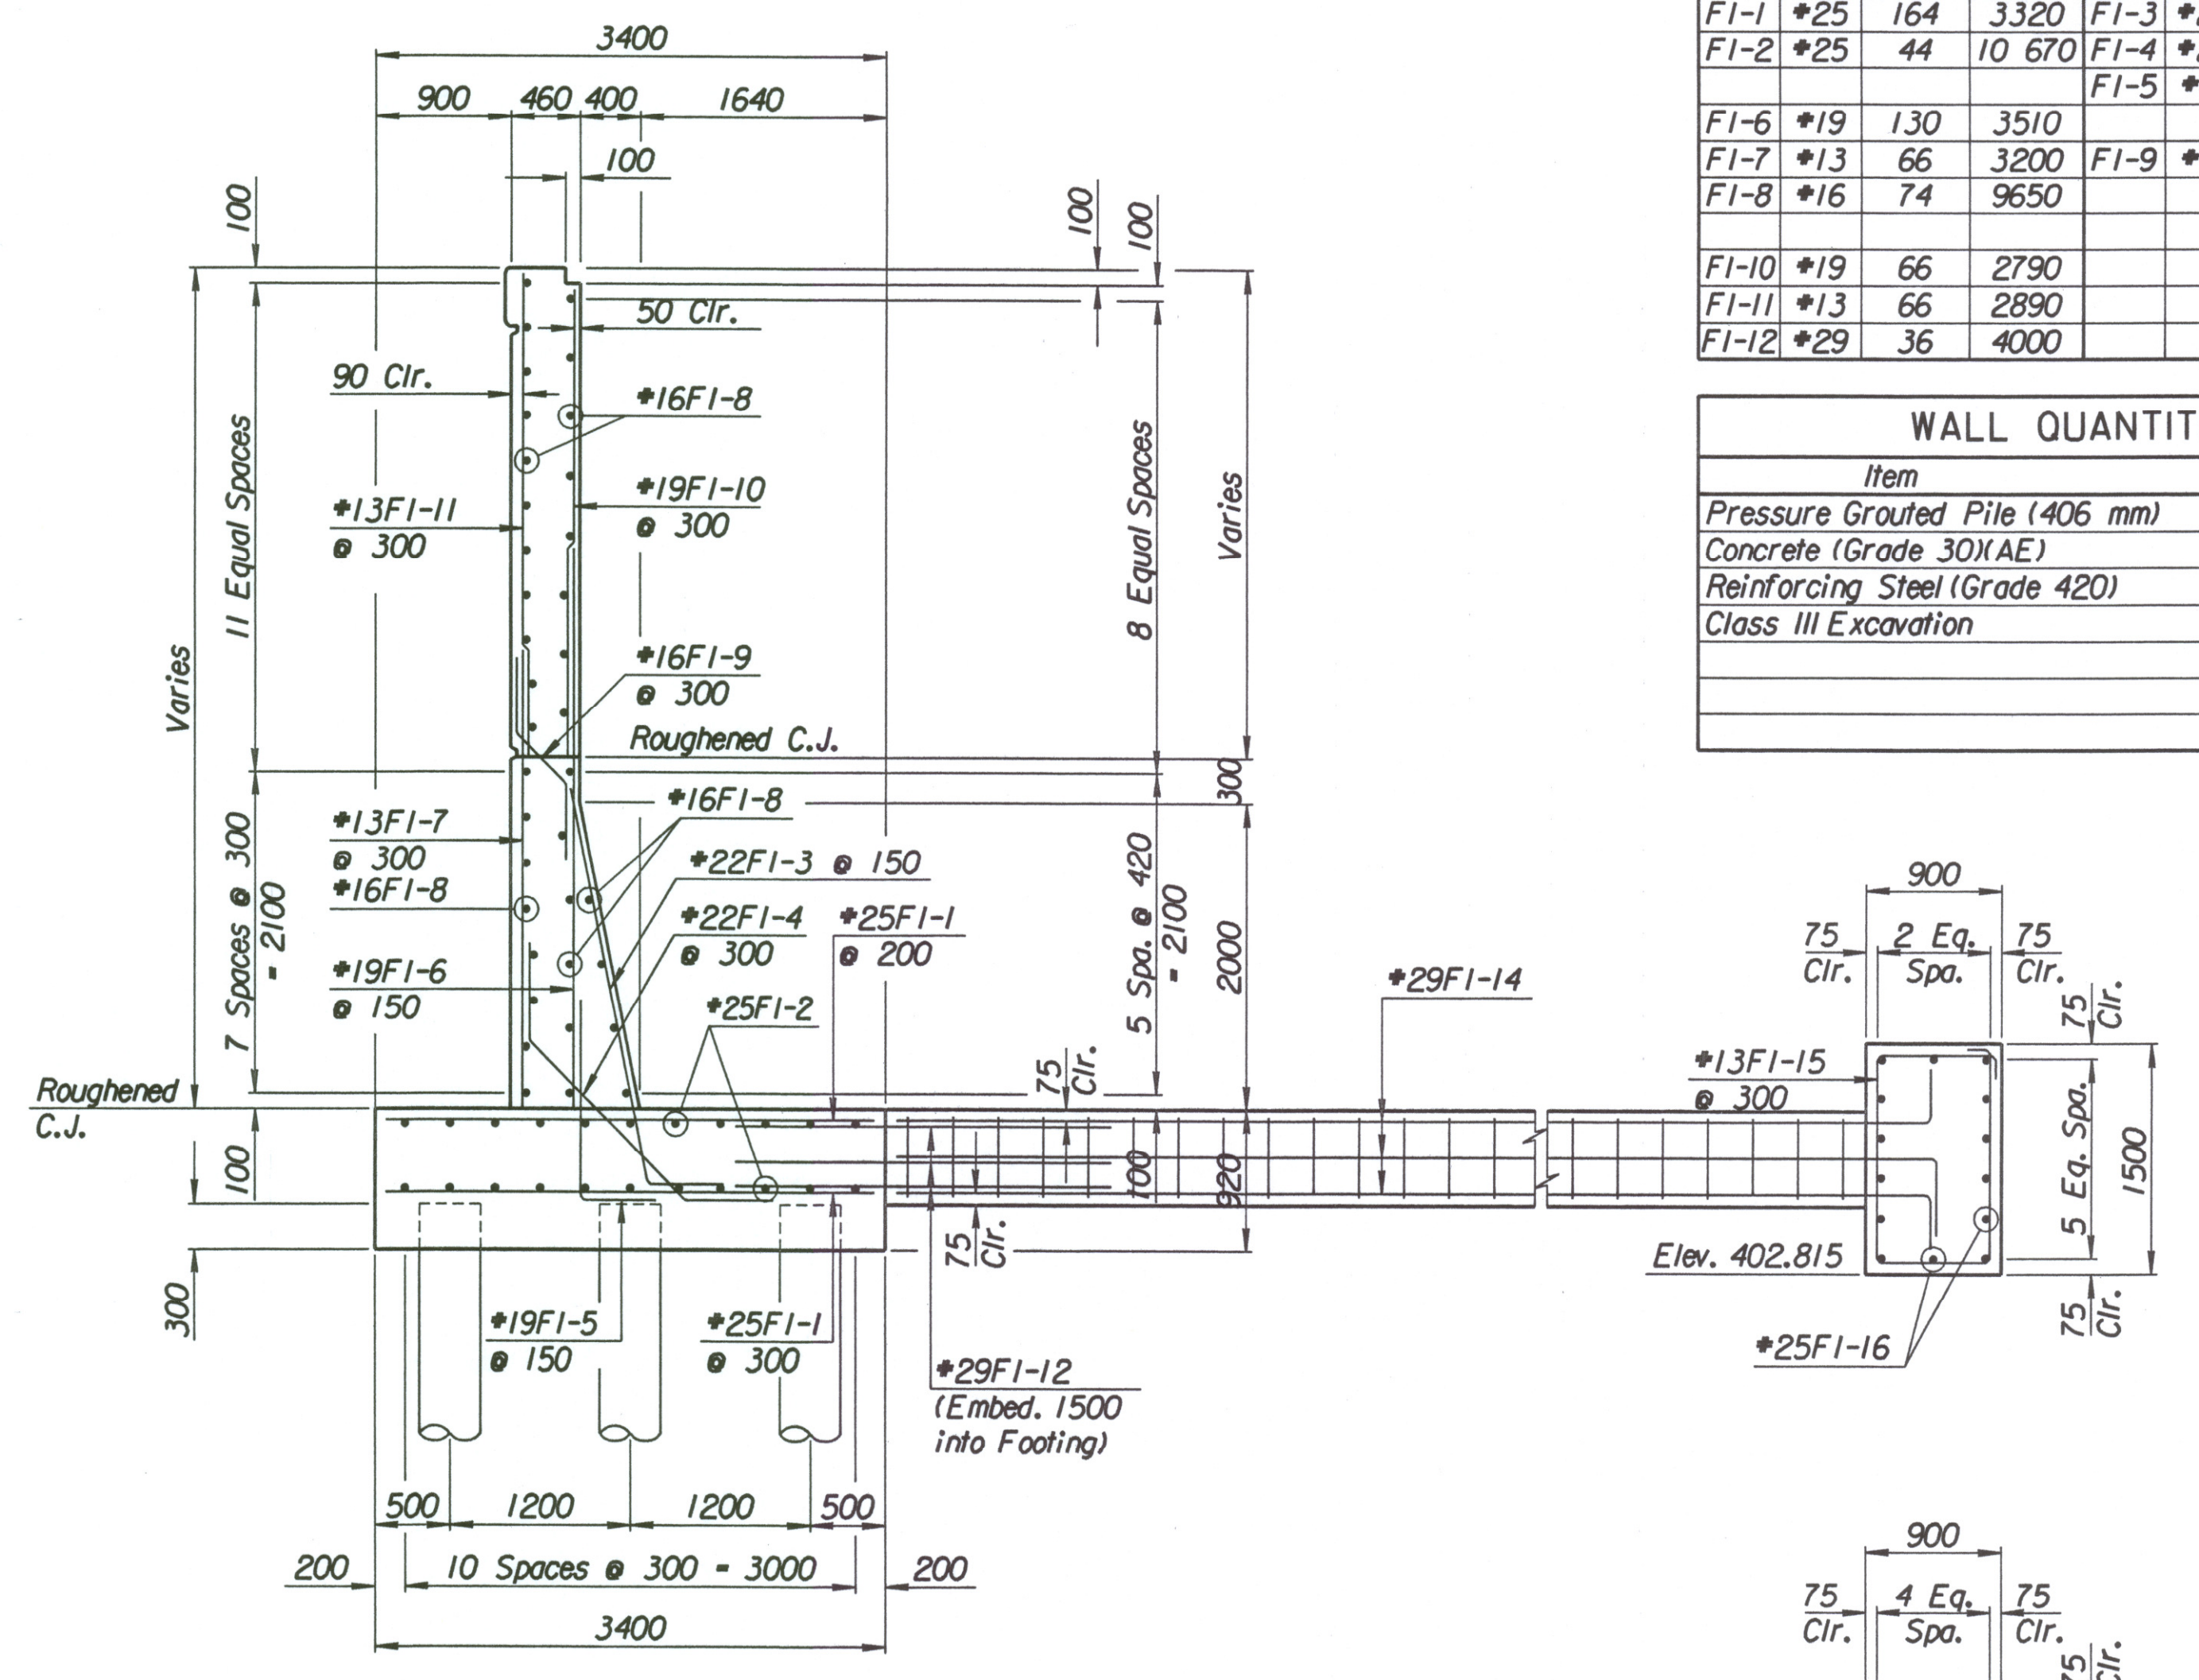 3400
900 460 400 1640
100
100
100
100
50 Clr.
90 Clr.
#16F1-8
11 Equal Spaces
#13F1-11
@ 300
#19F1-10
@ 300
8 Equal Spaces
Varies
Varies
#16F1-9
@ 300
Roughened C.J.
300
#16F1-8
#13F1-7
@ 300
#16F1-8
7 Spaces @ 300
= 2100
#22F1-3 @ 150
#22F1-4
@ 300
#25F1-1
@ 200
5 Spa. @ 420
= 2100
2000
#19F1-6
@ 150
#25F1-2
#29F1-14
Roughened
C.J.
75
Clr.
100
100
920
75
Clr.
300
#19F1-5
@ 150
#25F1-1
@ 300
#29F1-12
(Embed. 1500
into Footing)
500 1200 1200 500
200 10 Spaces @ 300 = 3000 200
3400
F1-1 #25 164 3320 F1-3
F1-2 #25 44 10 670 F1-4
F1-5
F1-6 #19 130 3510
F1-7 #13 66 3200 F1-9
F1-8 #16 74 9650
F1-10 #19 66 2790
F1-11 #13 66 2890
F1-12 #29 36 4000
WALL QUANTIT
Item
Pressure Grouted Pile (406 mm)
Concrete (Grade 30)(AE)
Reinforcing Steel (Grade 420)
Class III Excavation
900
75 2 Eq. 75
Clr. Spa. Clr.
75
Clr.
#13F1-15
@ 300
5 Eq. Spa.
1500
Elev. 402.815
75
Clr.
#25F1-16
900
75 4 Eq. 75
Clr. Spa. Clr.
75
Clr.